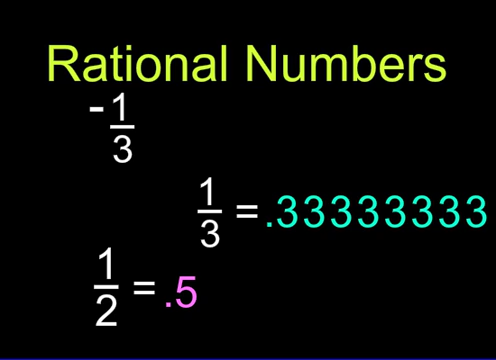 Rational Numbers
-1/3
1/3 = .33333333
1/2 = .5